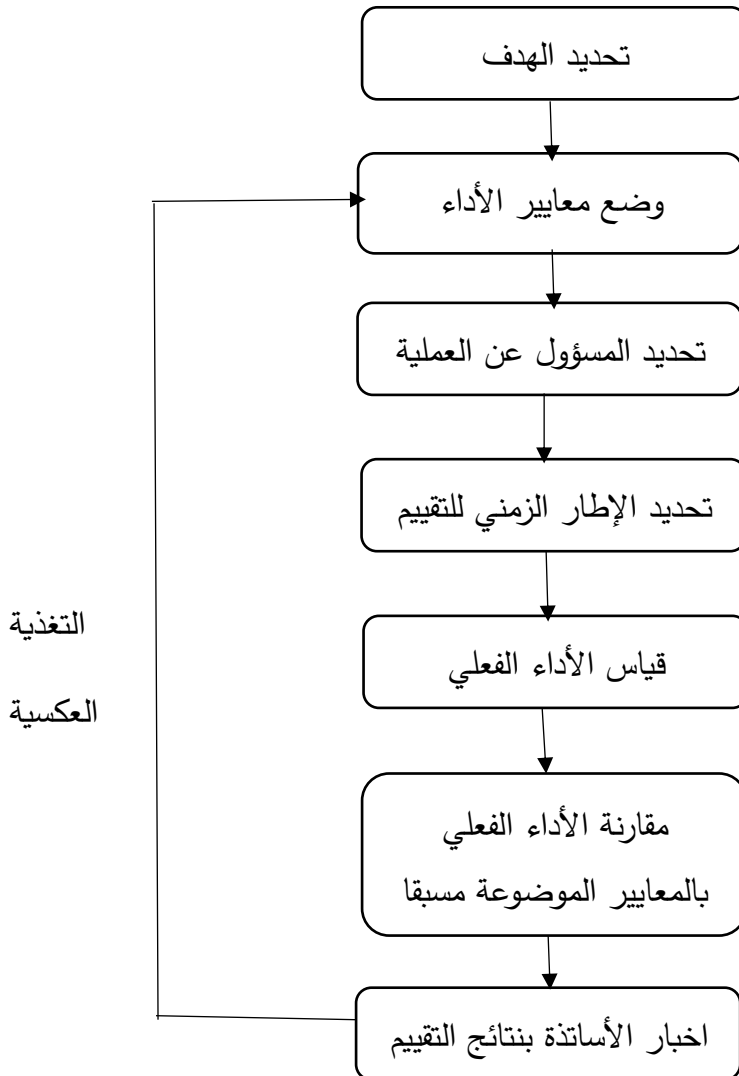 تحديد الهدف
وضع معايير الأداء
تحديد المسؤول عن العملية
تحديد الإطار الزمني للتقييم
قياس الأداء الفعلي
مقارنة الأداء الفعلي
بالمعايير الموضوعة مسبقا
اخبار الأساتذة بنتائج التقييم
التغذية
العكسية